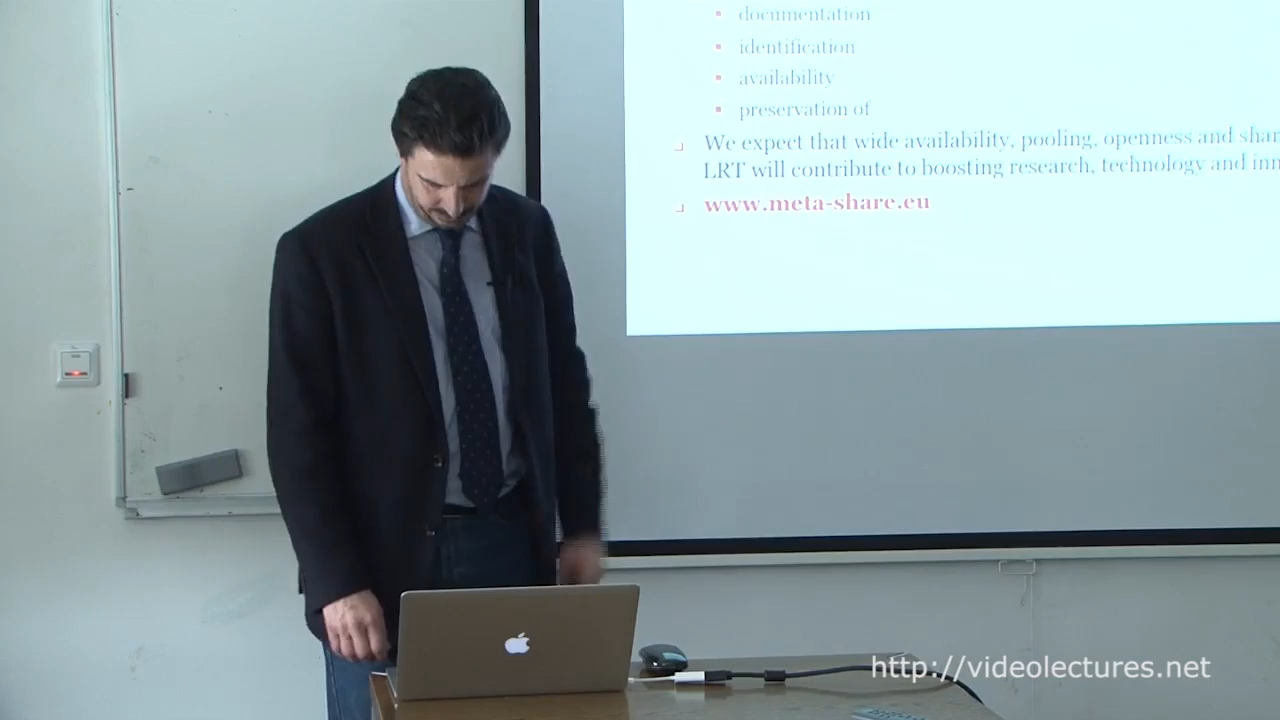 documentation
identification
availability
preservation of
We expect that wide availability, pooling, openness and shar
LRT will contribute to boosting research, technology and inn
www.meta-share.eu
http://videolectures.net